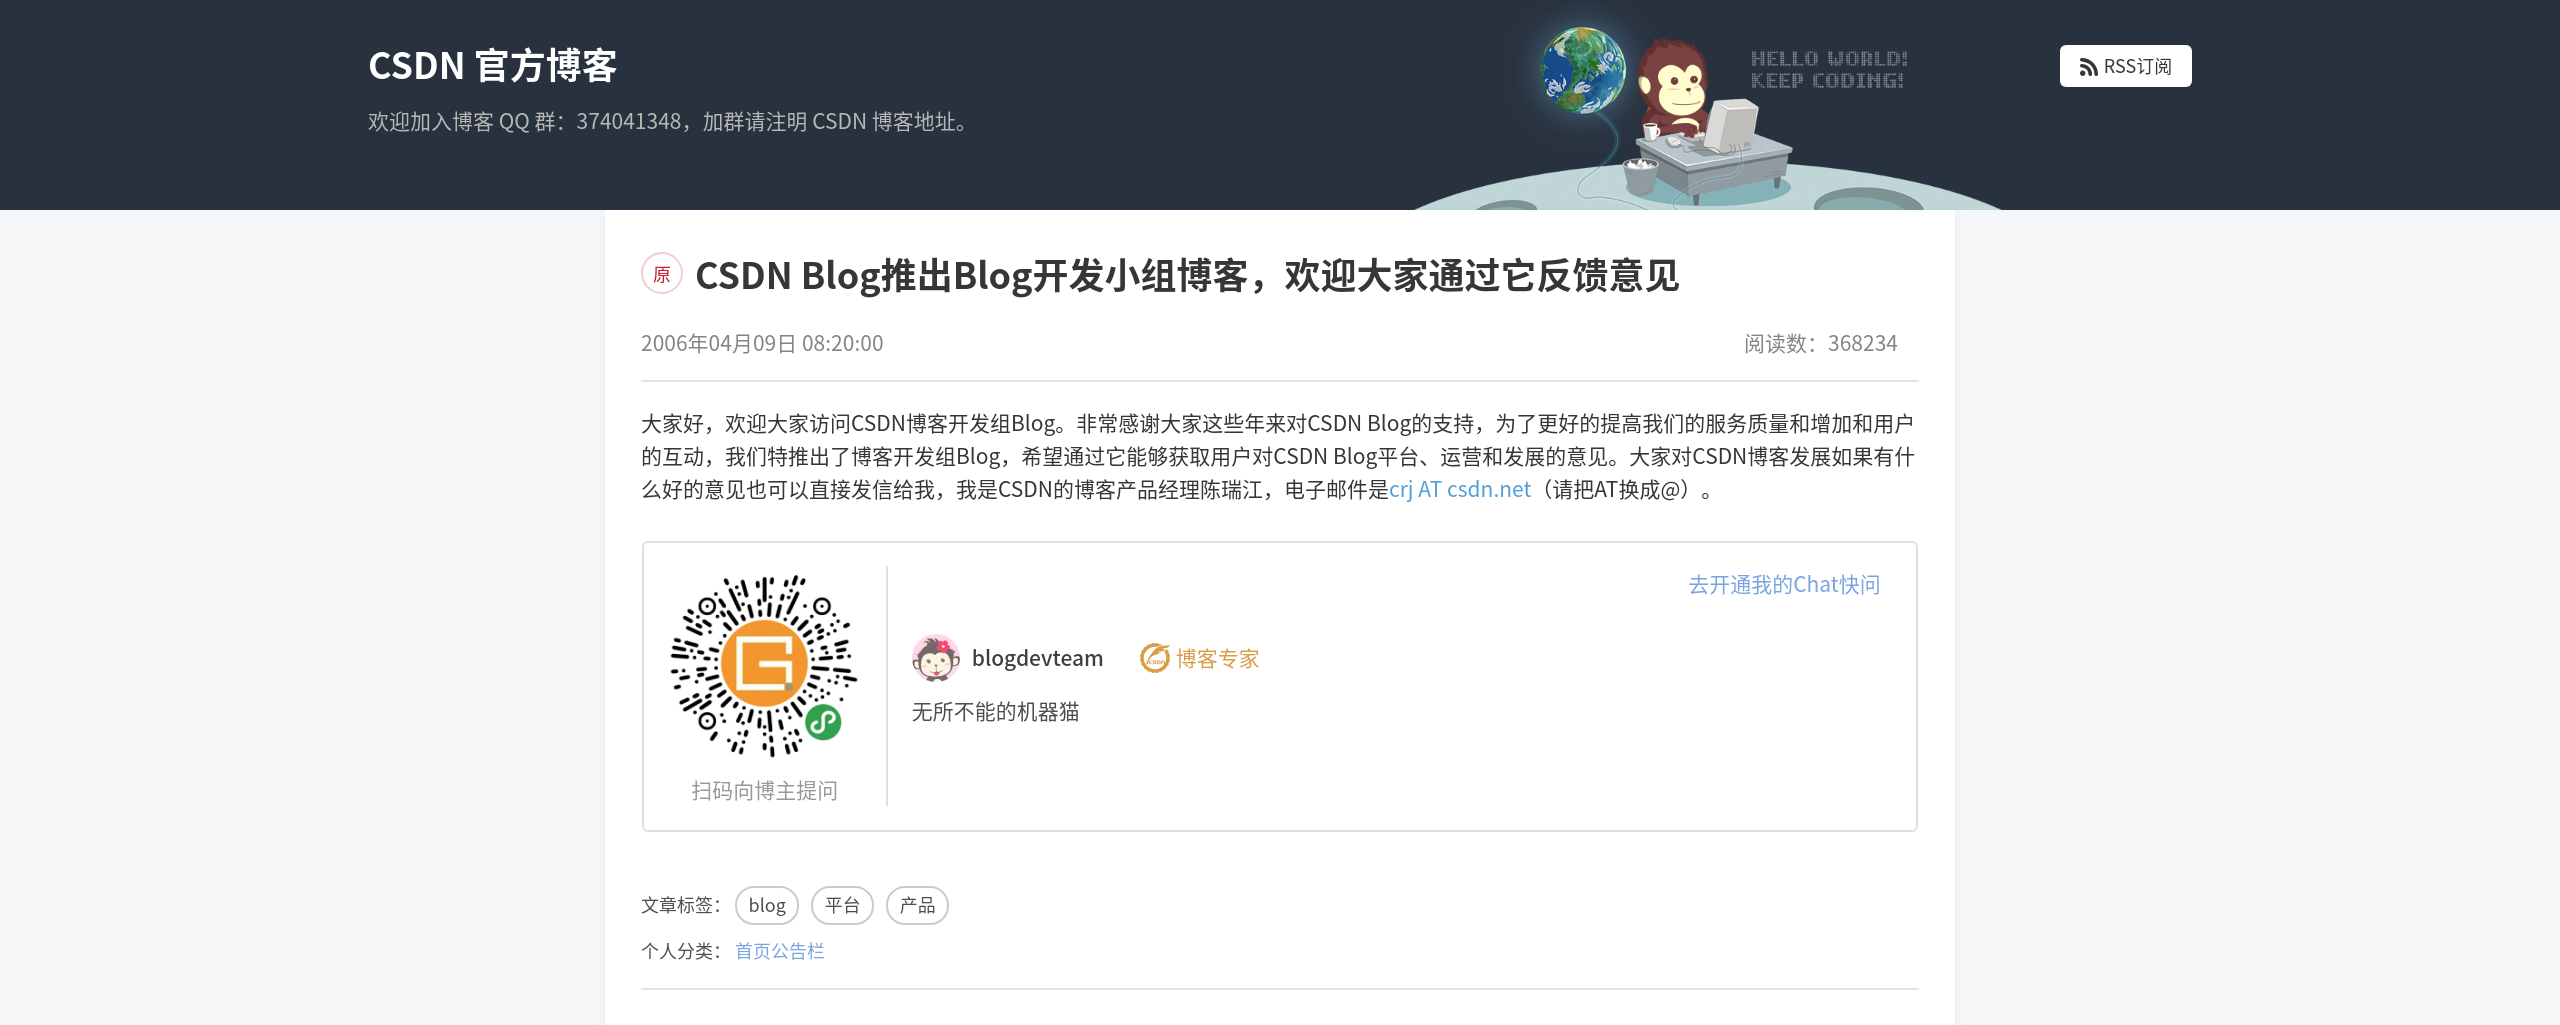 CSDN 官方博客
HELLO WORLD!
KEEP CODING!
RSS订阅
欢迎加入博客 QQ 群：374041348，加群请注明 CSDN 博客地址。
原 CSDN Blog推出Blog开发小组博客，欢迎大家通过它反馈意见
2006年04月09日 08:20:00
阅读数：368234
大家好，欢迎大家访问CSDN博客开发组Blog。非常感谢大家这些年来对CSDN Blog的支持，为了更好的提高我们的服务质量和增加和用户
的互动，我们特推出了博客开发组Blog，希望通过它能够获取用户对CSDN Blog平台、运营和发展的意见。大家对CSDN博客发展如果有什
么好的意见也可以直接发信给我，我是CSDN的博客产品经理陈瑞江，电子邮件是crj AT csdn.net（请把AT换成@）。
去开通我的Chat快问
blogdevteam
CSDN
博客专家
无所不能的机器猫
扫码向博主提问
文章标签： blog 平台 产品
个人分类： 首页公告栏